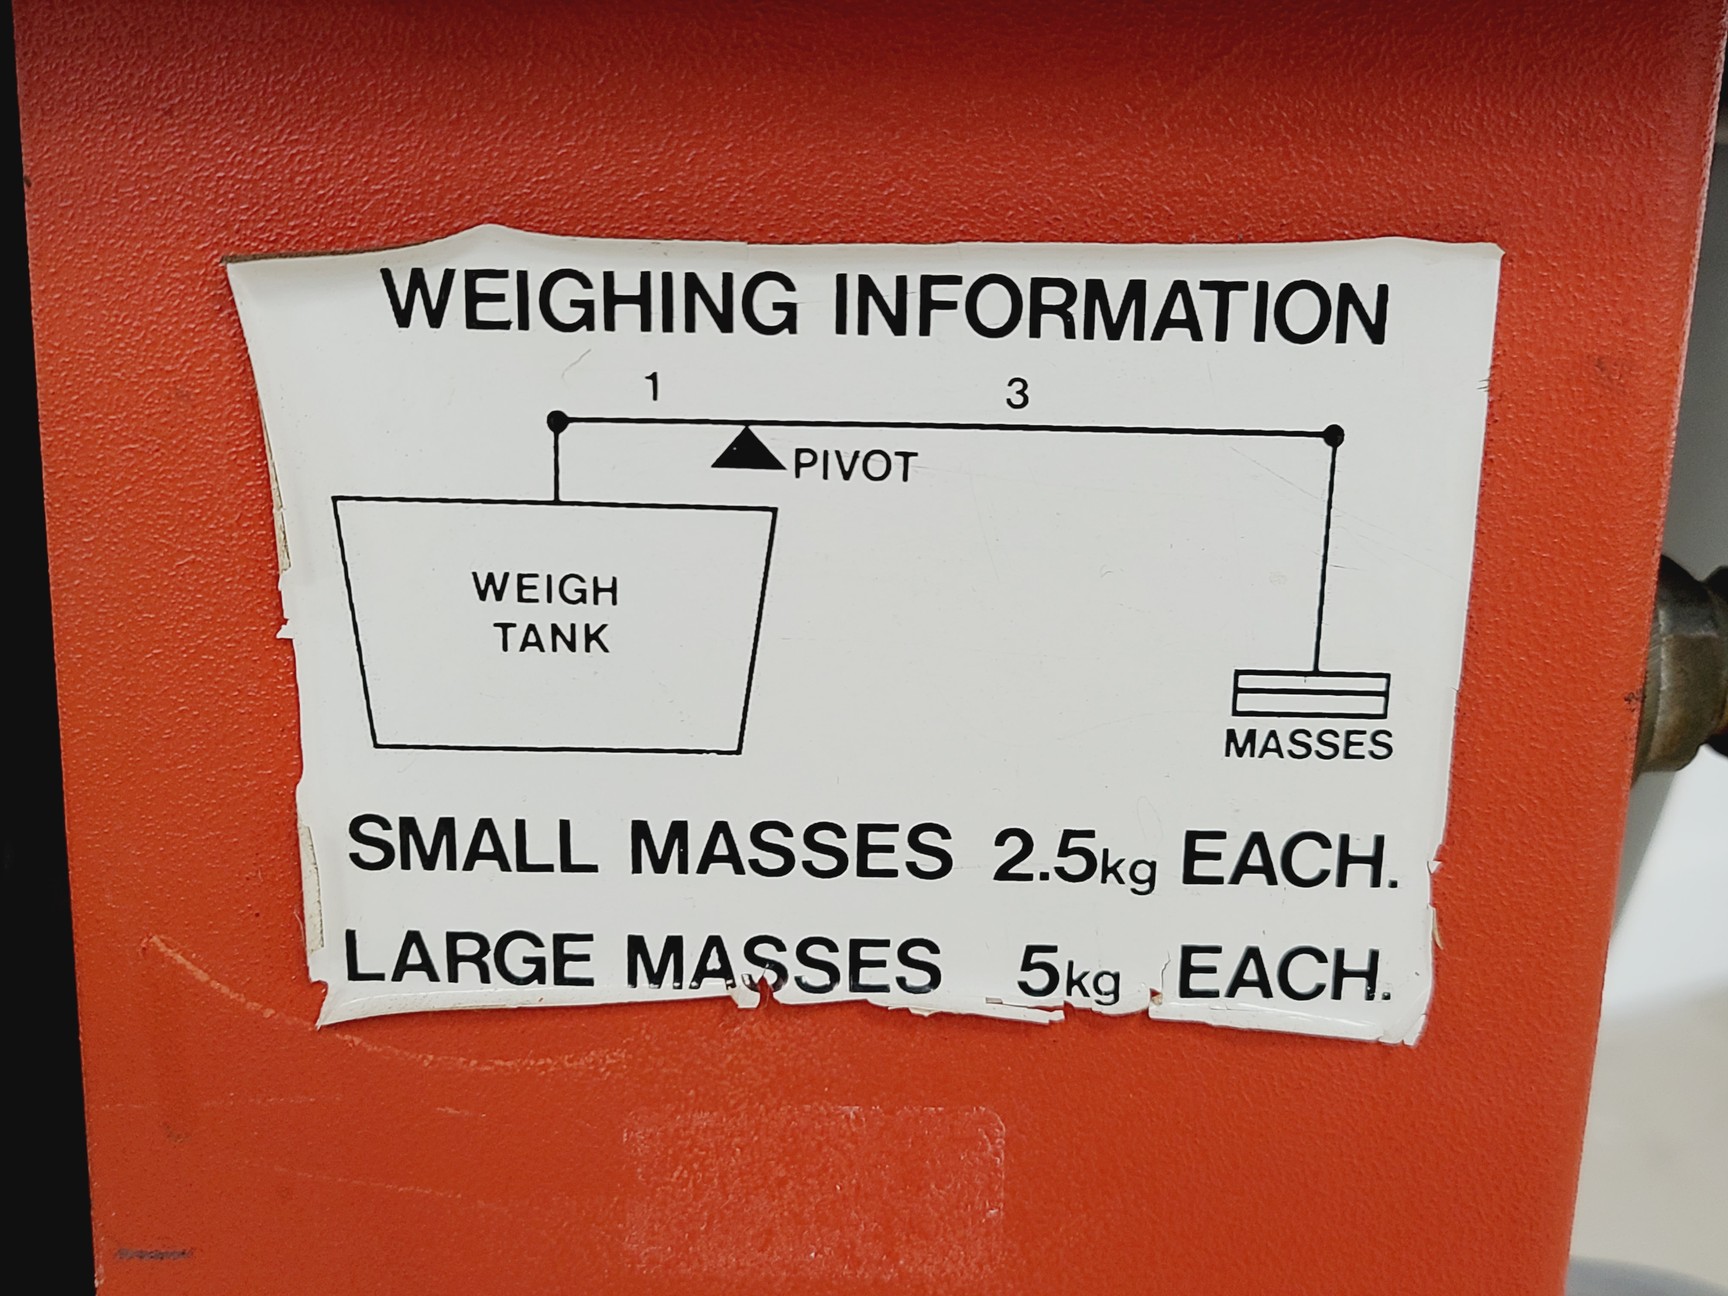 WEIGHING INFORMATION
1 3
PIVOT
WEIGH
TANK
MASSES
SMALL MASSES 2.5kg EACH.
LARGE MASSES 5kg EACH.